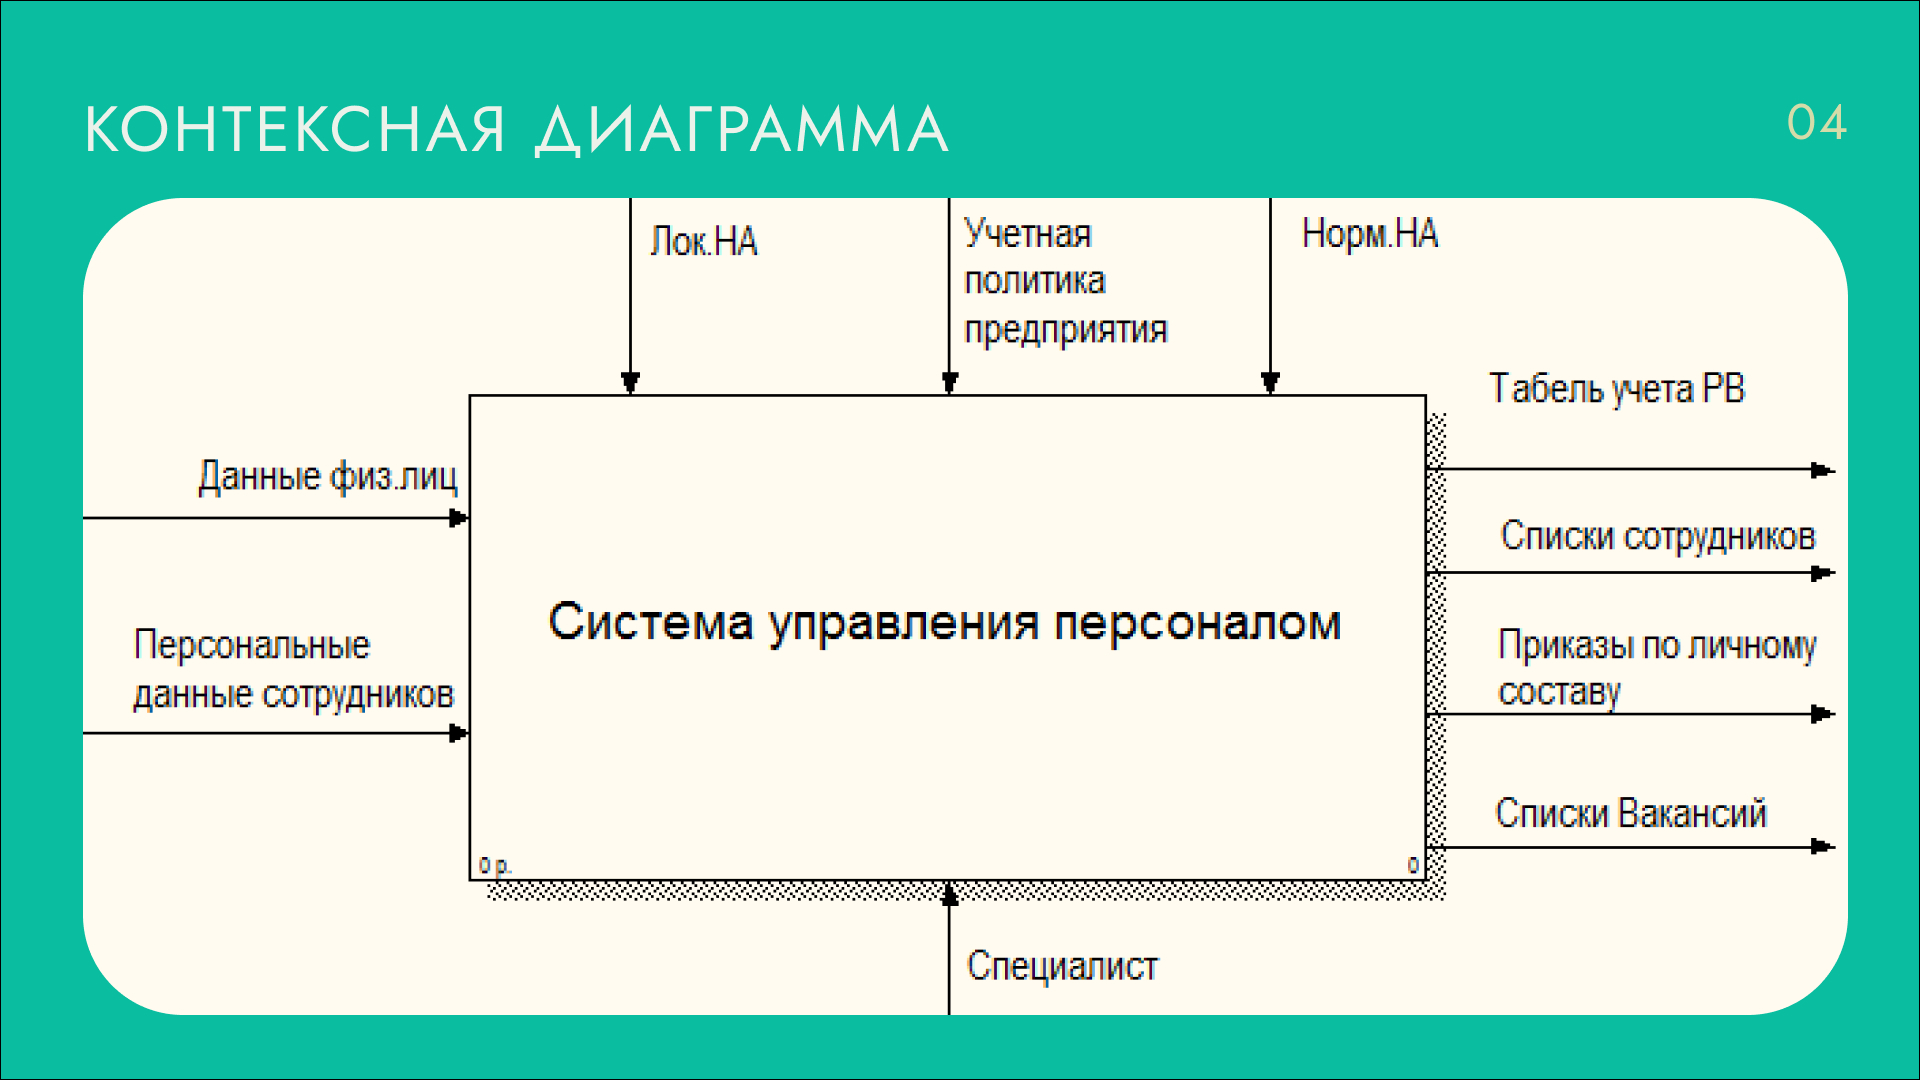 КОНТЕКСНАЯ ДИАГРАММА
04
Лок.НА
Учетная
политика
предприятия
Норм.НА
Табель учета РВ
Данные физ.лиц
Списки сотрудников
Система управления персоналом
Персональные
данные сотрудников
Приказы по личному
составу
Списки Вакансий
0 р.
0
Специалист